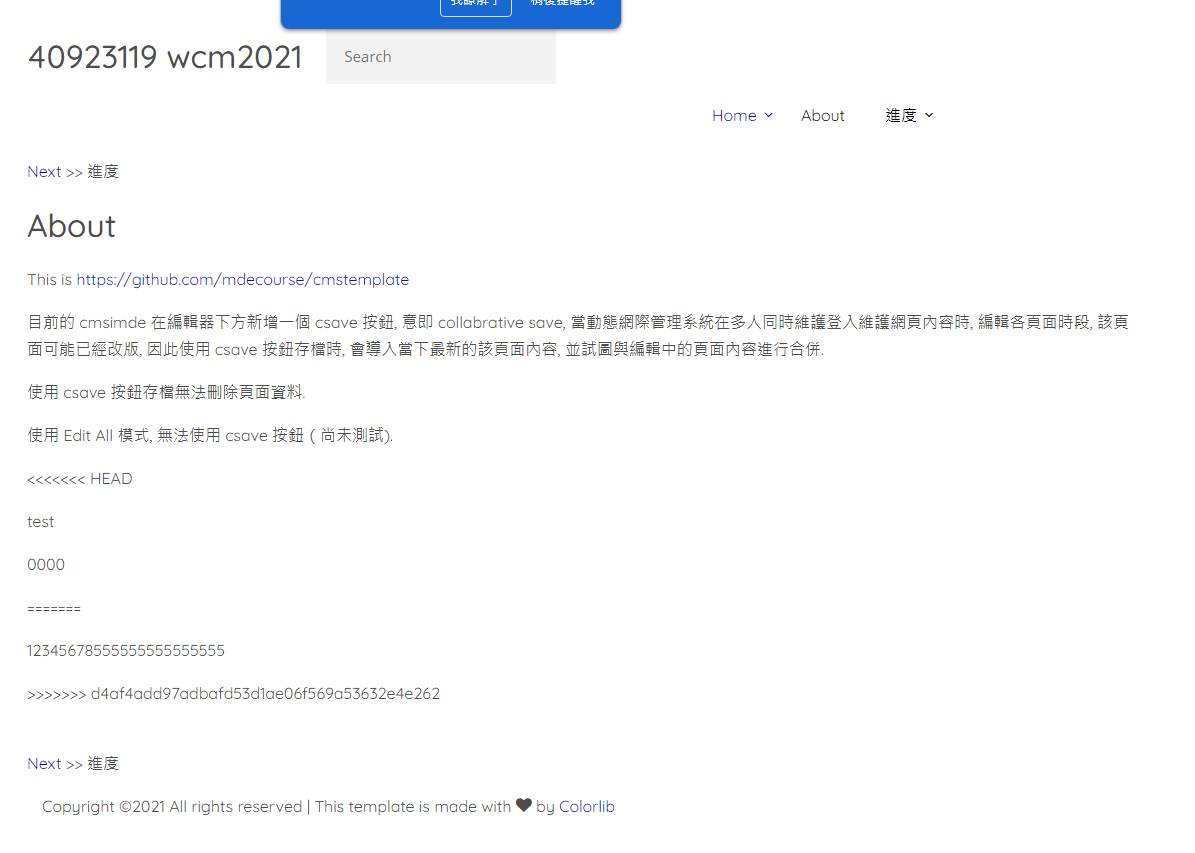 40923119 wcm2021
Search
Home
About
進度
Next >> 進度
About
This is https://github.com/mdecourse/cmstemplate
目前的 cmsimde 在編輯器下方新增一個 csave 按鈕, 意即 collabrative save, 當動態網際管理系統在多人同時維護登入維護網頁內容時, 編輯各頁面時段, 該頁
面可能已經改版, 因此使用 csave 按鈕存檔時, 會導入當下最新的該頁面內容, 並試圖與編輯中的頁面內容進行合併.
使用 csave 按鈕存檔無法刪除頁面資料.
使用 Edit All 模式, 無法使用 csave 按鈕 ( 尚未測試).
<<<<<<< HEAD
test
0000
=======
12345678555555555555555
>>>>>>> d4af4add97adbafd53d1ae06f569a53632e4e262
Next >> 進度
Copyright ©2021 All rights reserved | This template is made with ♥ by Colorlib